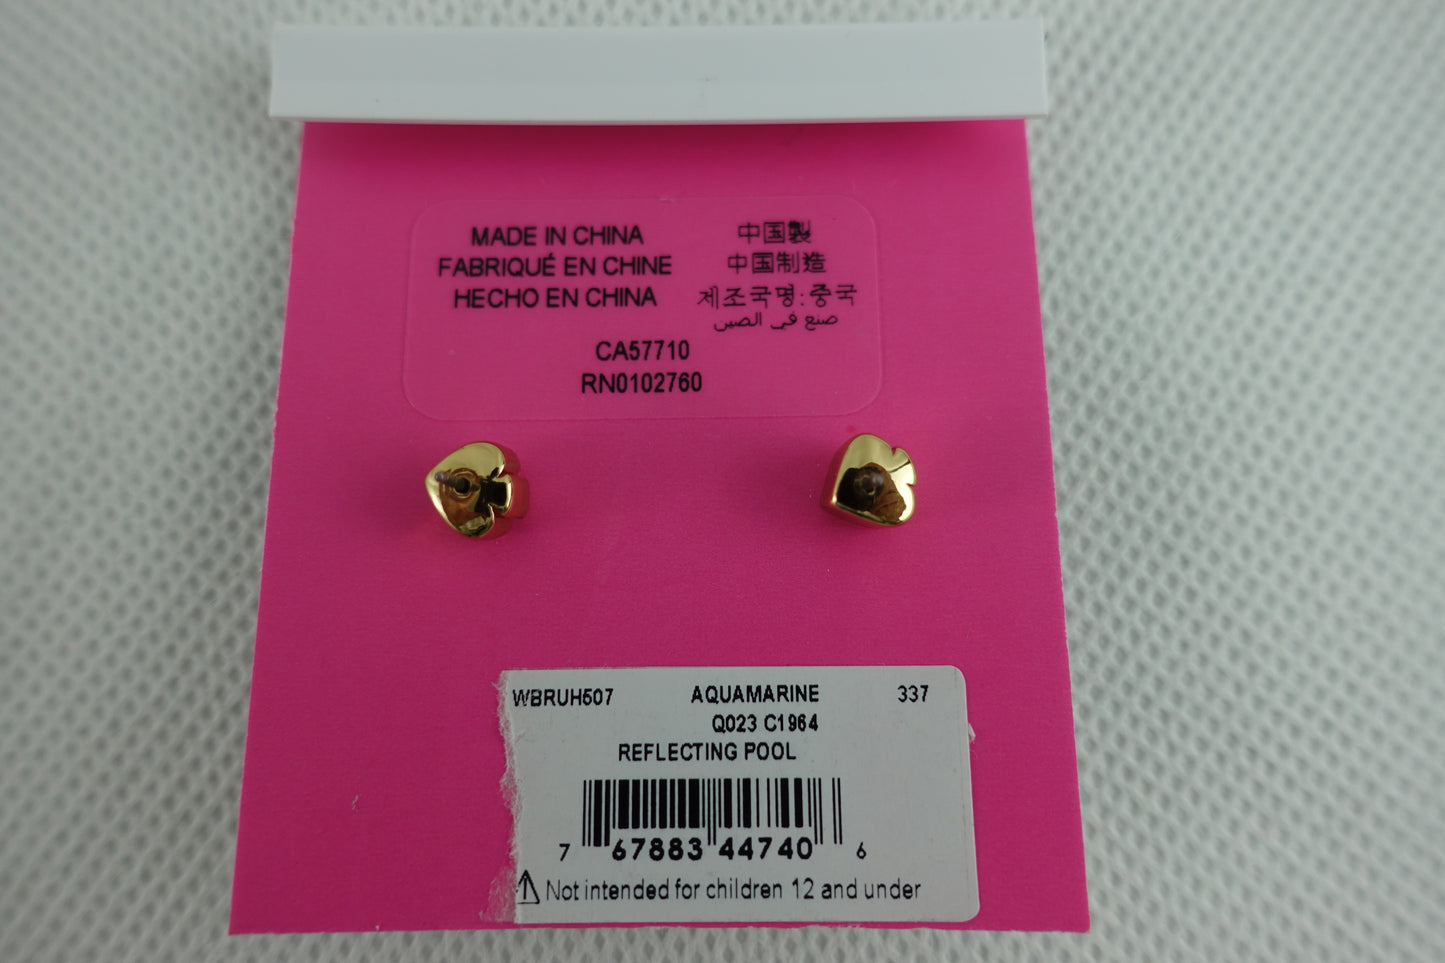 MADE IN CHINA
FABRIQUÉ EN CHINE
HECHO EN CHINA
中国製
中国制造
제조국명:중국
صنع في الصين
CA57710
RN0102760
WBRUH507 AQUAMARINE 337
Q023 C1964
REFLECTING POOL
7 67883 44740 6
⚠ Not intended for children 12 and under